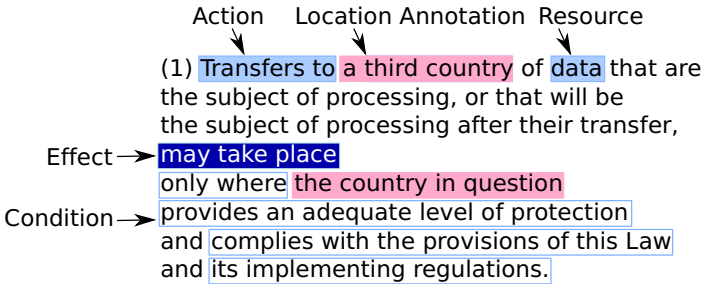 Action Location Annotation Resource
(1) Transfers to a third country of data that are
the subject of processing, or that will be
the subject of processing after their transfer,
Effect may take place
only where the country in question
Condition provides an adequate level of protection
and complies with the provisions of this Law
and its implementing regulations.